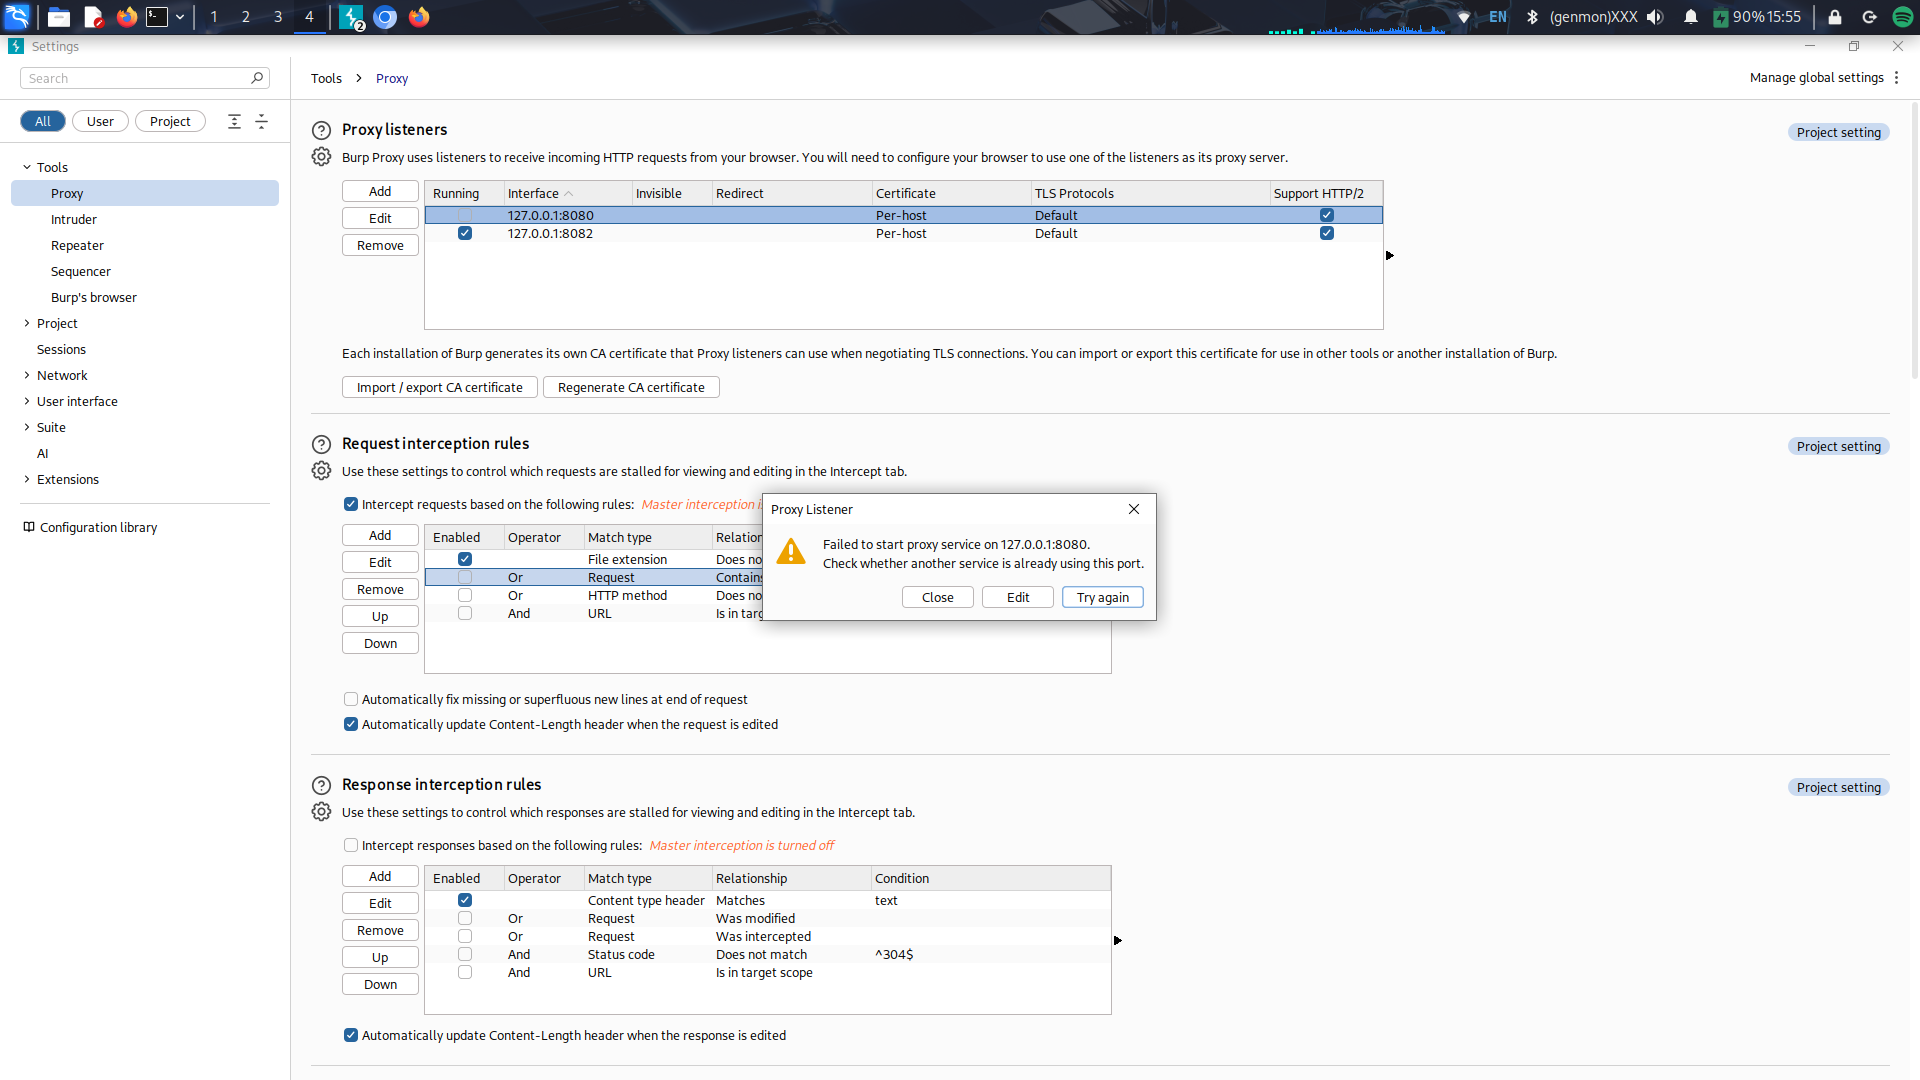 1
2
3
4
2
EN
(genmon)XXX
90%
15:55
Settings
Search
Tools
Proxy
Manage global settings
All
User
Project
Tools
Proxy
Intruder
Repeater
Sequencer
Burp's browser
Project
Sessions
Network
User interface
Suite
AI
Extensions
Configuration library
Proxy listeners
Project setting
Burp Proxy uses listeners to receive incoming HTTP requests from your browser. You will need to configure your browser to use one of the listeners as its proxy server.
Add
Edit
Remove
Running Interface Invisible Redirect Certificate TLS Protocols Support HTTP/2
127.0.0.1:8080 Per-host Default
127.0.0.1:8082 Per-host Default
Each installation of Burp generates its own CA certificate that Proxy listeners can use when negotiating TLS connections. You can import or export this certificate for use in other tools or another installation of Burp.
Import / export CA certificate
Regenerate CA certificate
Request interception rules
Project setting
Use these settings to control which requests are stalled for viewing and editing in the Intercept tab.
Intercept requests based on the following rules: Master interception i
Add
Edit
Remove
Up
Down
Enabled Operator Match type Relation
File extension Does no
Or Request Contains
Or HTTP method Does no
And URL Is in targ
Proxy Listener
Failed to start proxy service on 127.0.0.1:8080.
Check whether another service is already using this port.
Close
Edit
Try again
Automatically fix missing or superfluous new lines at end of request
Automatically update Content-Length header when the request is edited
Response interception rules
Project setting
Use these settings to control which responses are stalled for viewing and editing in the Intercept tab.
Intercept responses based on the following rules: Master interception is turned off
Add
Edit
Remove
Up
Down
Enabled Operator Match type Relationship Condition
Content type header Matches text
Or Request Was modified
Or Request Was intercepted
And Status code Does not match ^304$
And URL Is in target scope
Automatically update Content-Length header when the response is edited